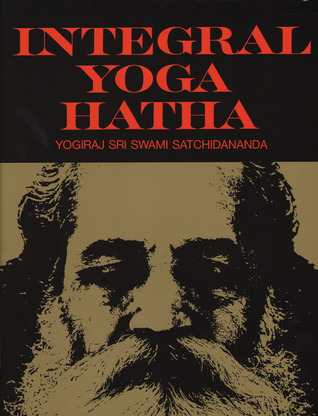 INTEGRAL
YOGA
HATHA
YOGIRAJ SRI SWAMI SATCHIDANANDA